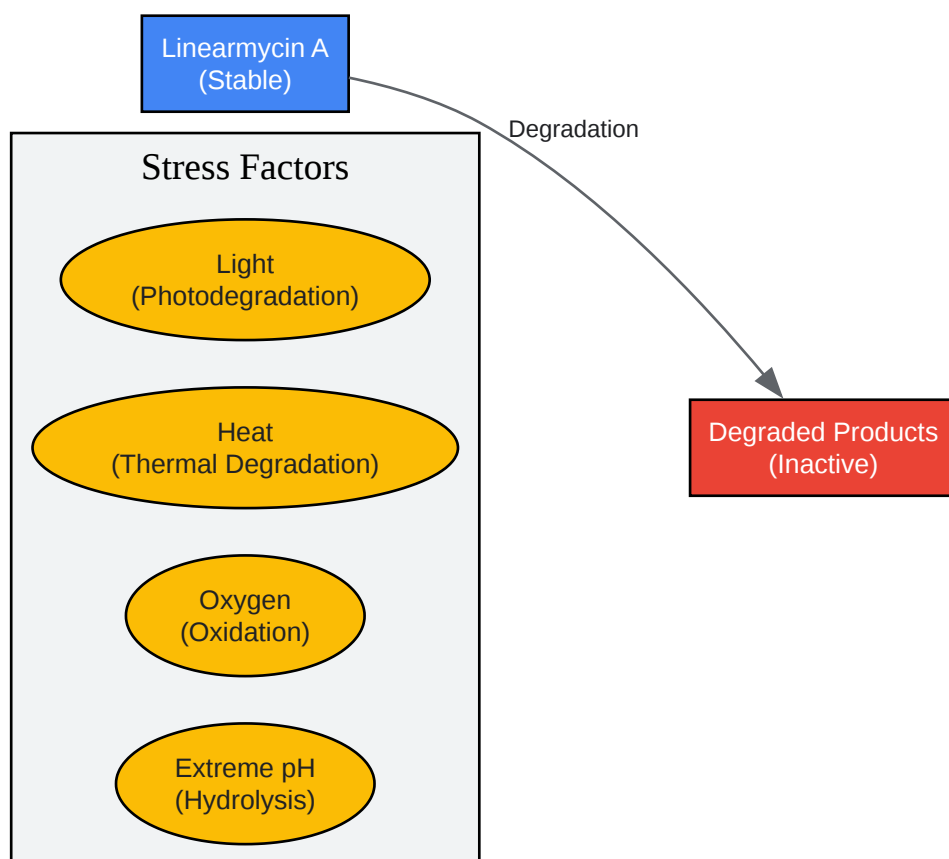 Linearmycin A
(Stable)
Degradation
Stress Factors
Light
(Photodegradation)
Heat
(Thermal Degradation)
Degraded Products
(Inactive)
Oxygen
(Oxidation)
Extreme pH
(Hydrolysis)